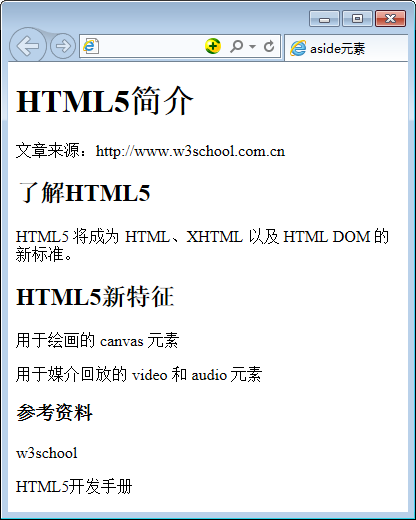 aside元素
HTML5简介
文章来源：http://www.w3school.com.cn
了解HTML5
HTML5 将成为 HTML、XHTML 以及 HTML DOM 的
新标准。
HTML5新特征
用于绘画的 canvas 元素
用于媒介回放的 video 和 audio 元素
参考资料
w3school
HTML5开发手册